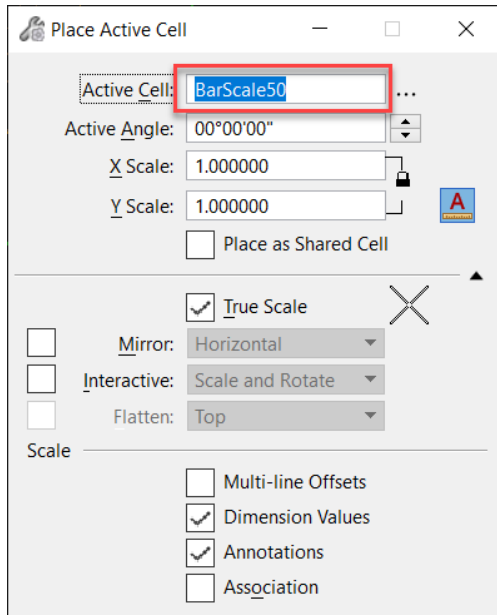 Place Active Cell
Active Cell: BarScale50 ...
Active Angle: 00°00'00"
X Scale: 1.000000
Y Scale: 1.000000
A
Place as Shared Cell
True Scale
Mirror: Horizontal
Interactive: Scale and Rotate
Flatten: Top
Scale
Multi-line Offsets
Dimension Values
Annotations
Association